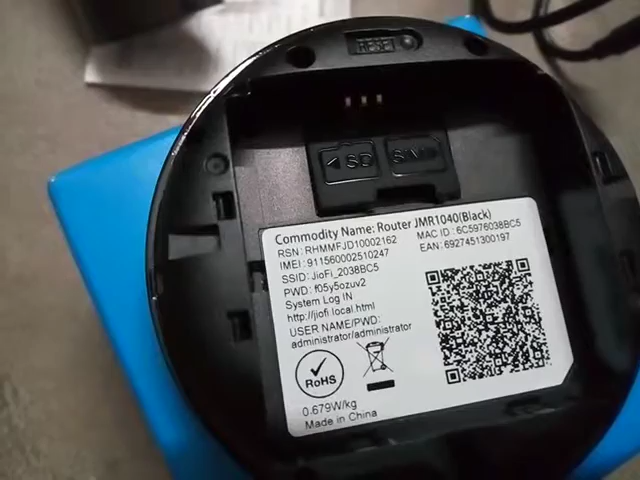 RESET
SD
SIM
Commodity Name: Router JMR1040(Black)
RSN: RHMMFJD10002162
MAC ID : 6C5976038BC5
IMEI: 911560002510247
EAN: 6927451300197
SSID: JioFi_2038BC5
PWD: f05y5ozuv2
System Log IN
http://jiofi.local.html
USER NAME/PWD:
administrator/administrator
RoHS
0.679W/kg
Made in China